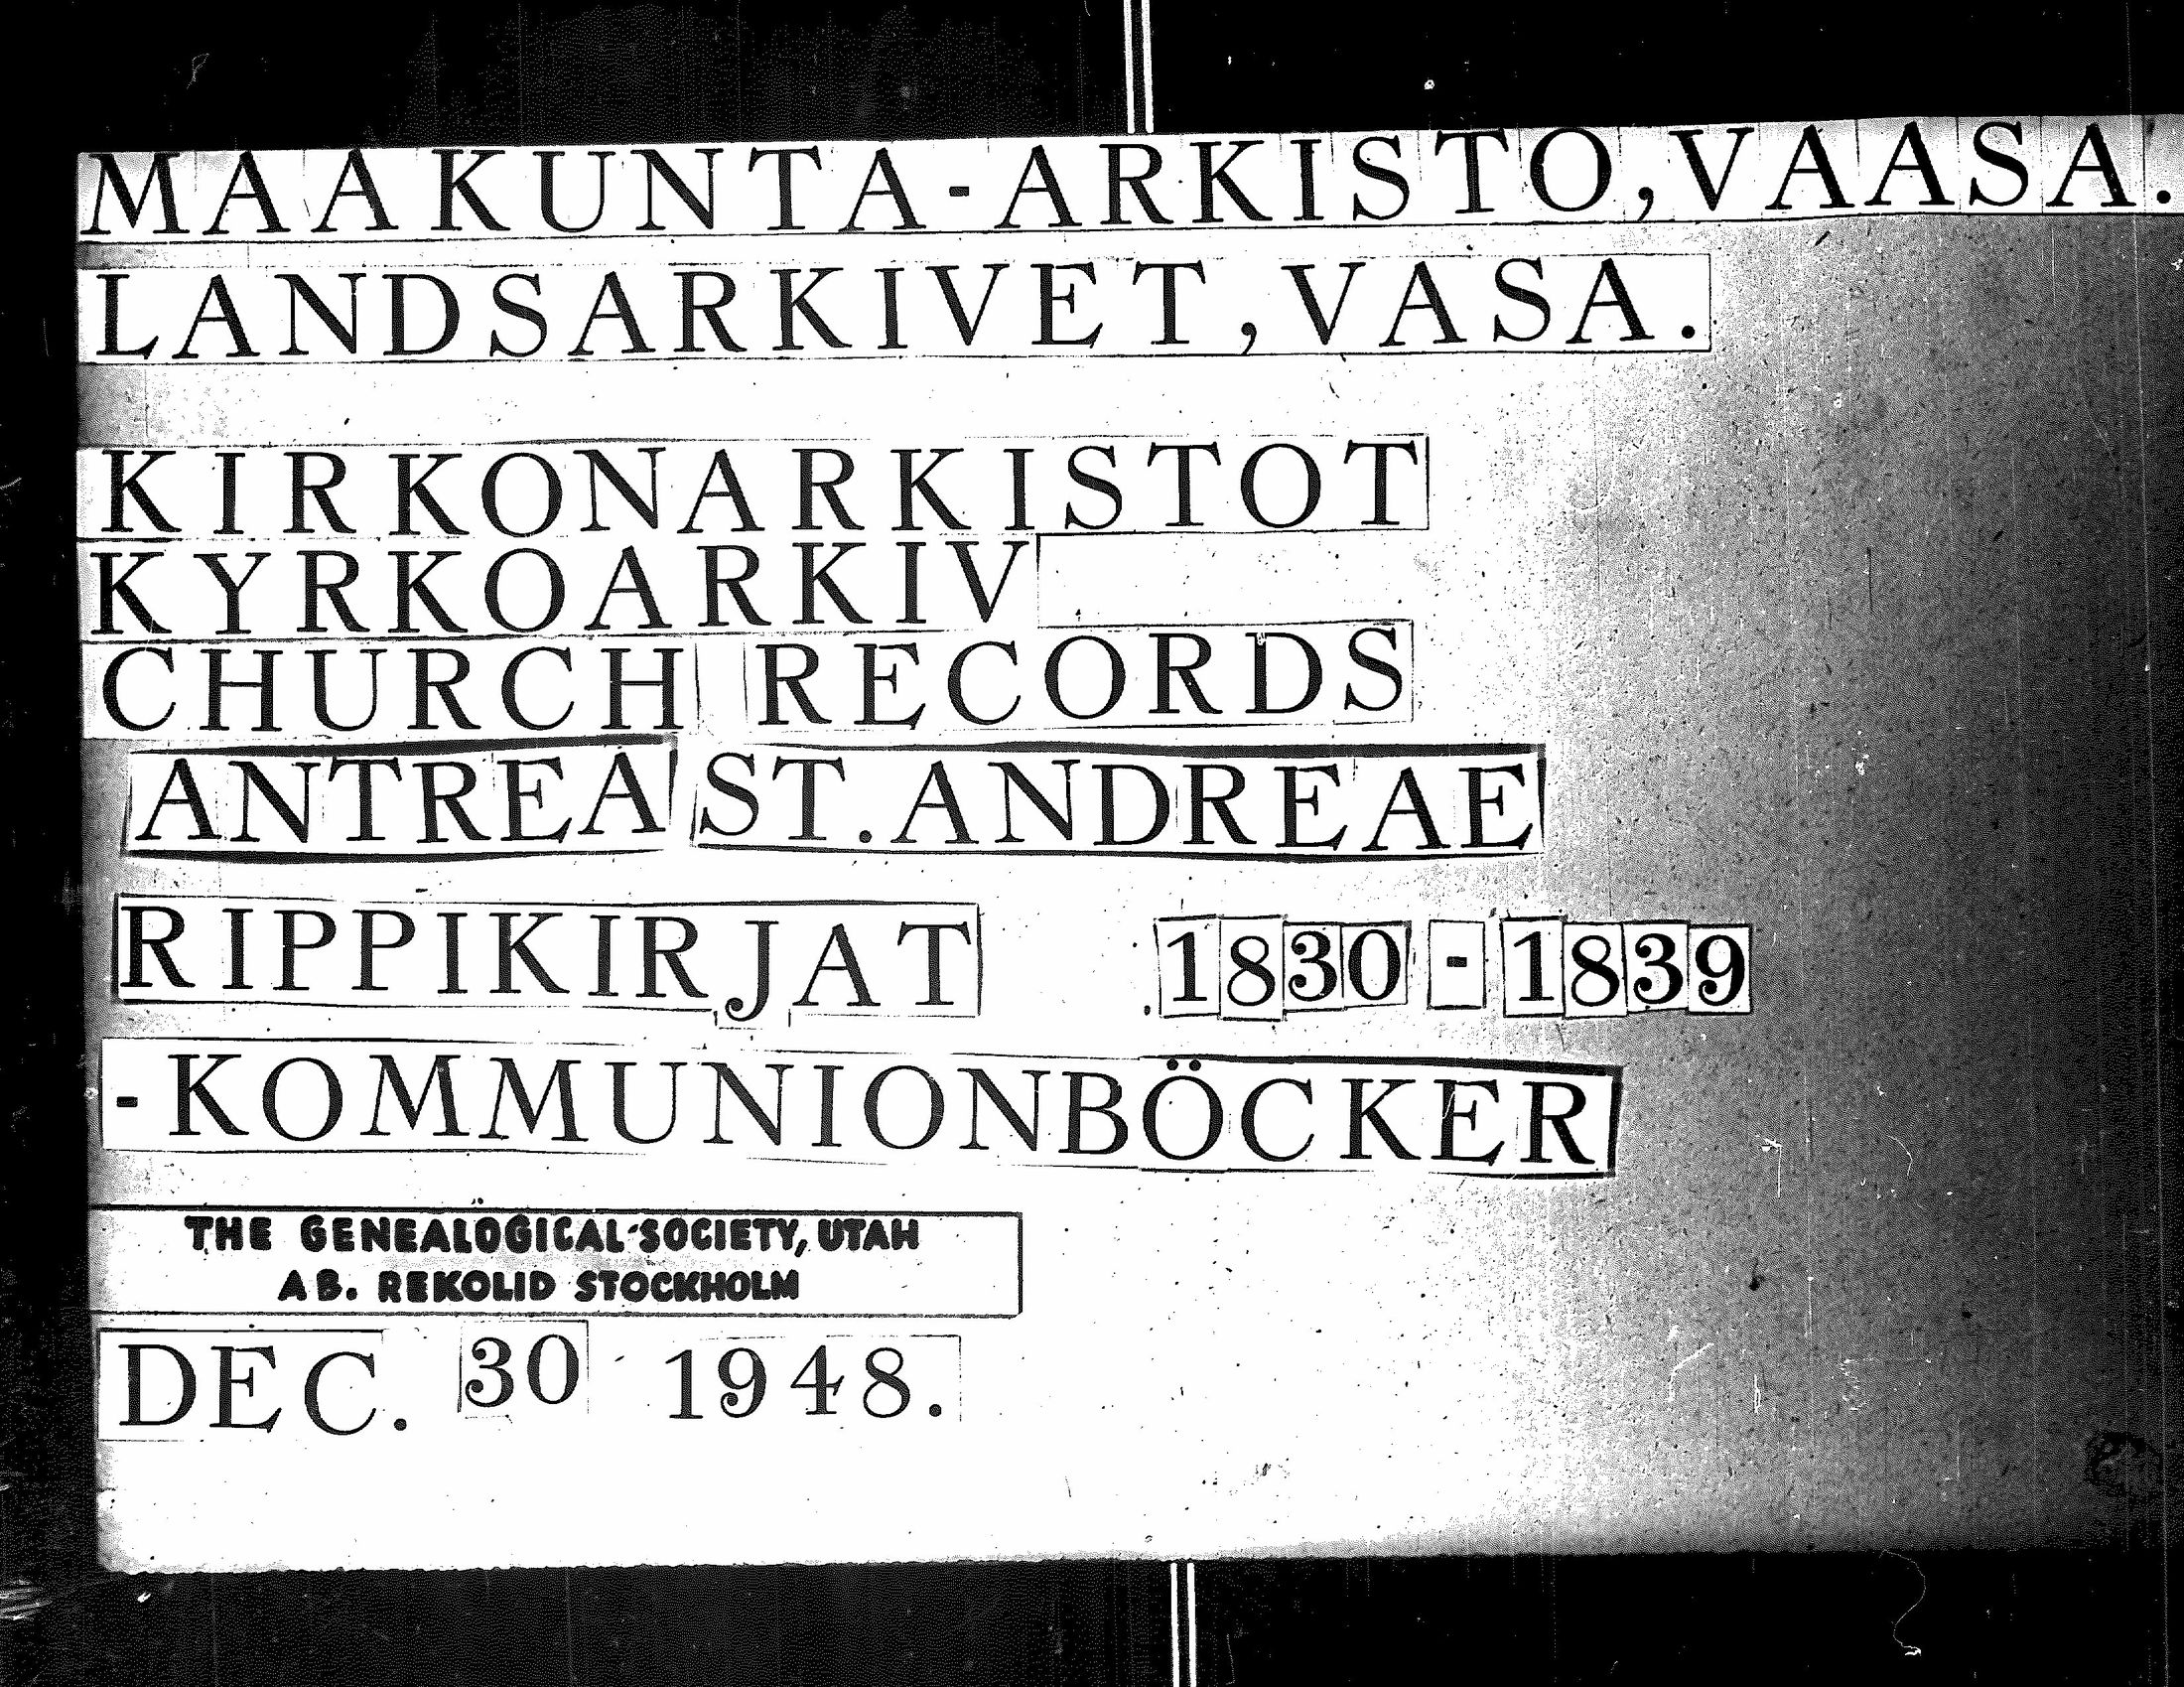 MAAKUNTA-ARKISTO, VAASA.
LANDSARKIVET, VASA.
KIRKONARKISTOT
KYRKOARKIV
CHURCH RECORDS
ANTREA ST. ANDREAE
RIPPIKIRJAT 1830 - 1839
-KOMMUNIONBÖCKER
THE GENEALOGICAL SOCIETY, UTAH
AB. REKOLID STOCKHOLM
DEC. 30 1948.